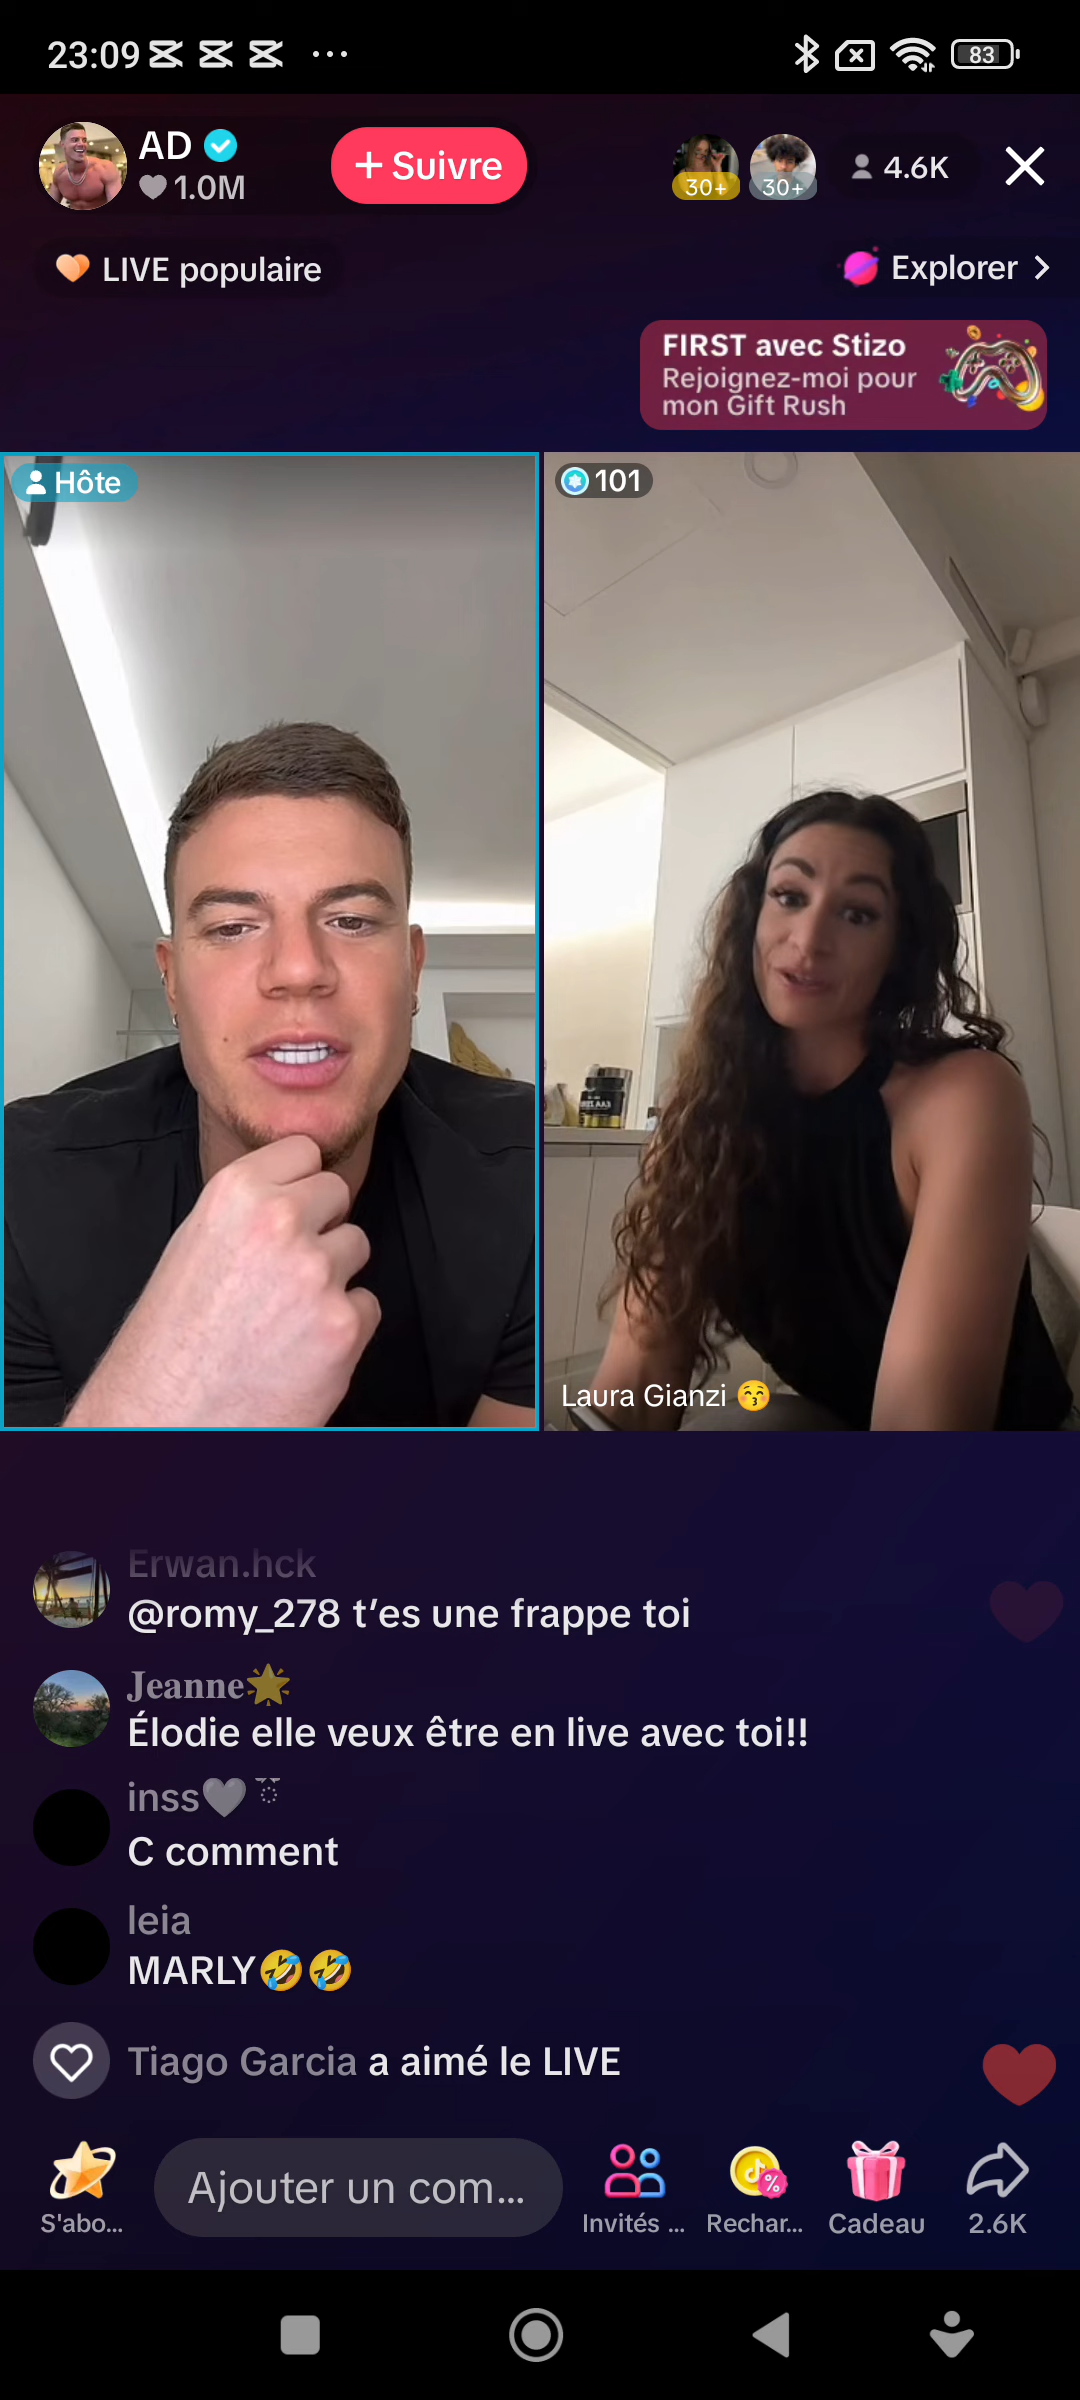 23:09
83
AD
1.0M
+ Suivre
30+
30+
4.6K
LIVE populaire
Explorer
FIRST avec Stizo
Rejoignez-moi pour
mon Gift Rush
Hôte
101
Laura Gianzi 😚
Erwan.hck
@romy_278 t’es une frappe toi
Jeanne🌟
Élodie elle veux être en live avec toi!!
inss🤍
C comment
leia
MARLY🤣🤣
Tiago Garcia a aimé le LIVE
S'abo...
Ajouter un com...
Invités ...
Rechar...
Cadeau
2.6K